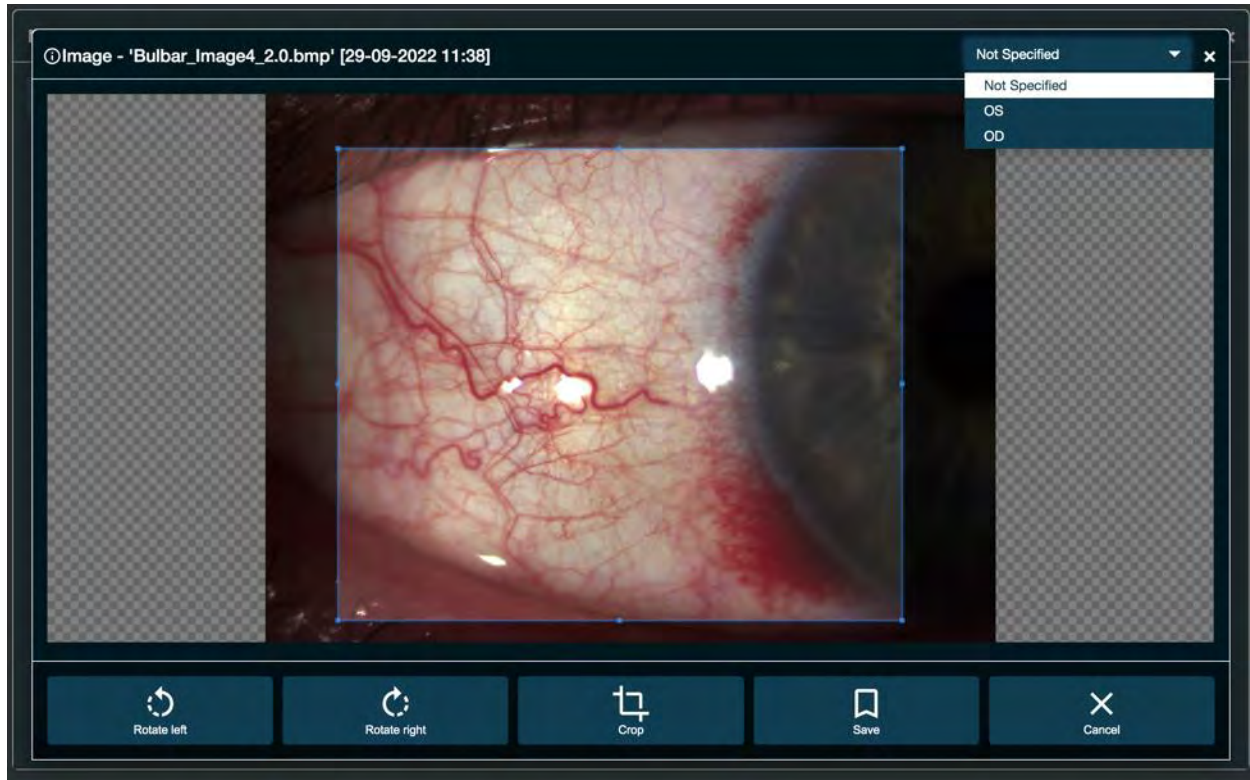 ⓘImage - 'Bulbar_Image4_2.0.bmp' [29-09-2022 11:38]
Not Specified
Not Specified
OS
OD
Rotate left
Rotate right
Crop
Save
Cancel